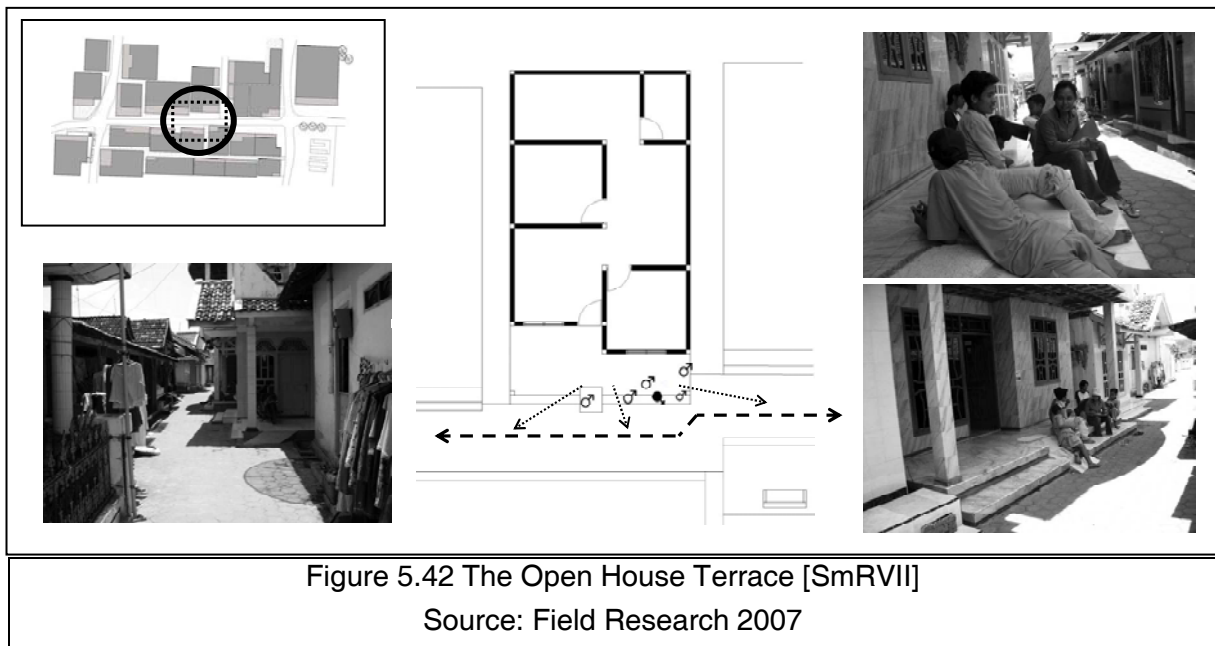 Figure 5.42 The Open House Terrace [SmRVII]
Source: Field Research 2007